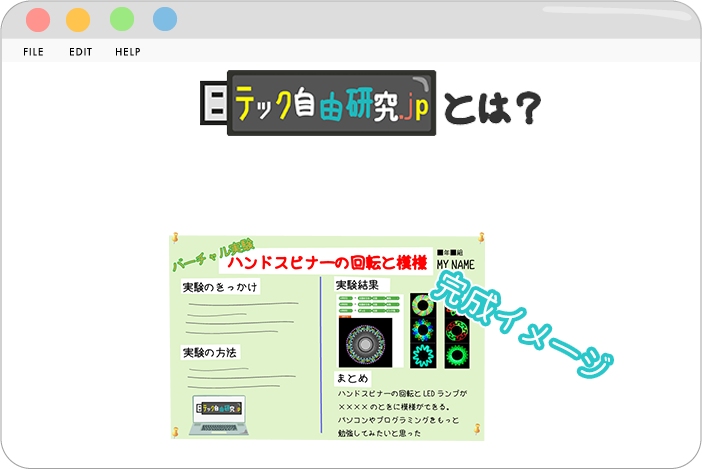 FILE EDIT HELP
テック自由研究.jp とは？
バーチャル実験
ハンドスピナーの回転と模様
■年■組
MY NAME
実験のきっかけ
実験の方法
テック自由研究.jp
実験結果
まとめ
ハンドスピナーの回転とLEDランプが
××××のときに模様ができる。
パソコンやプログラミングをもっと
勉強してみたいと思った
完成イメージ